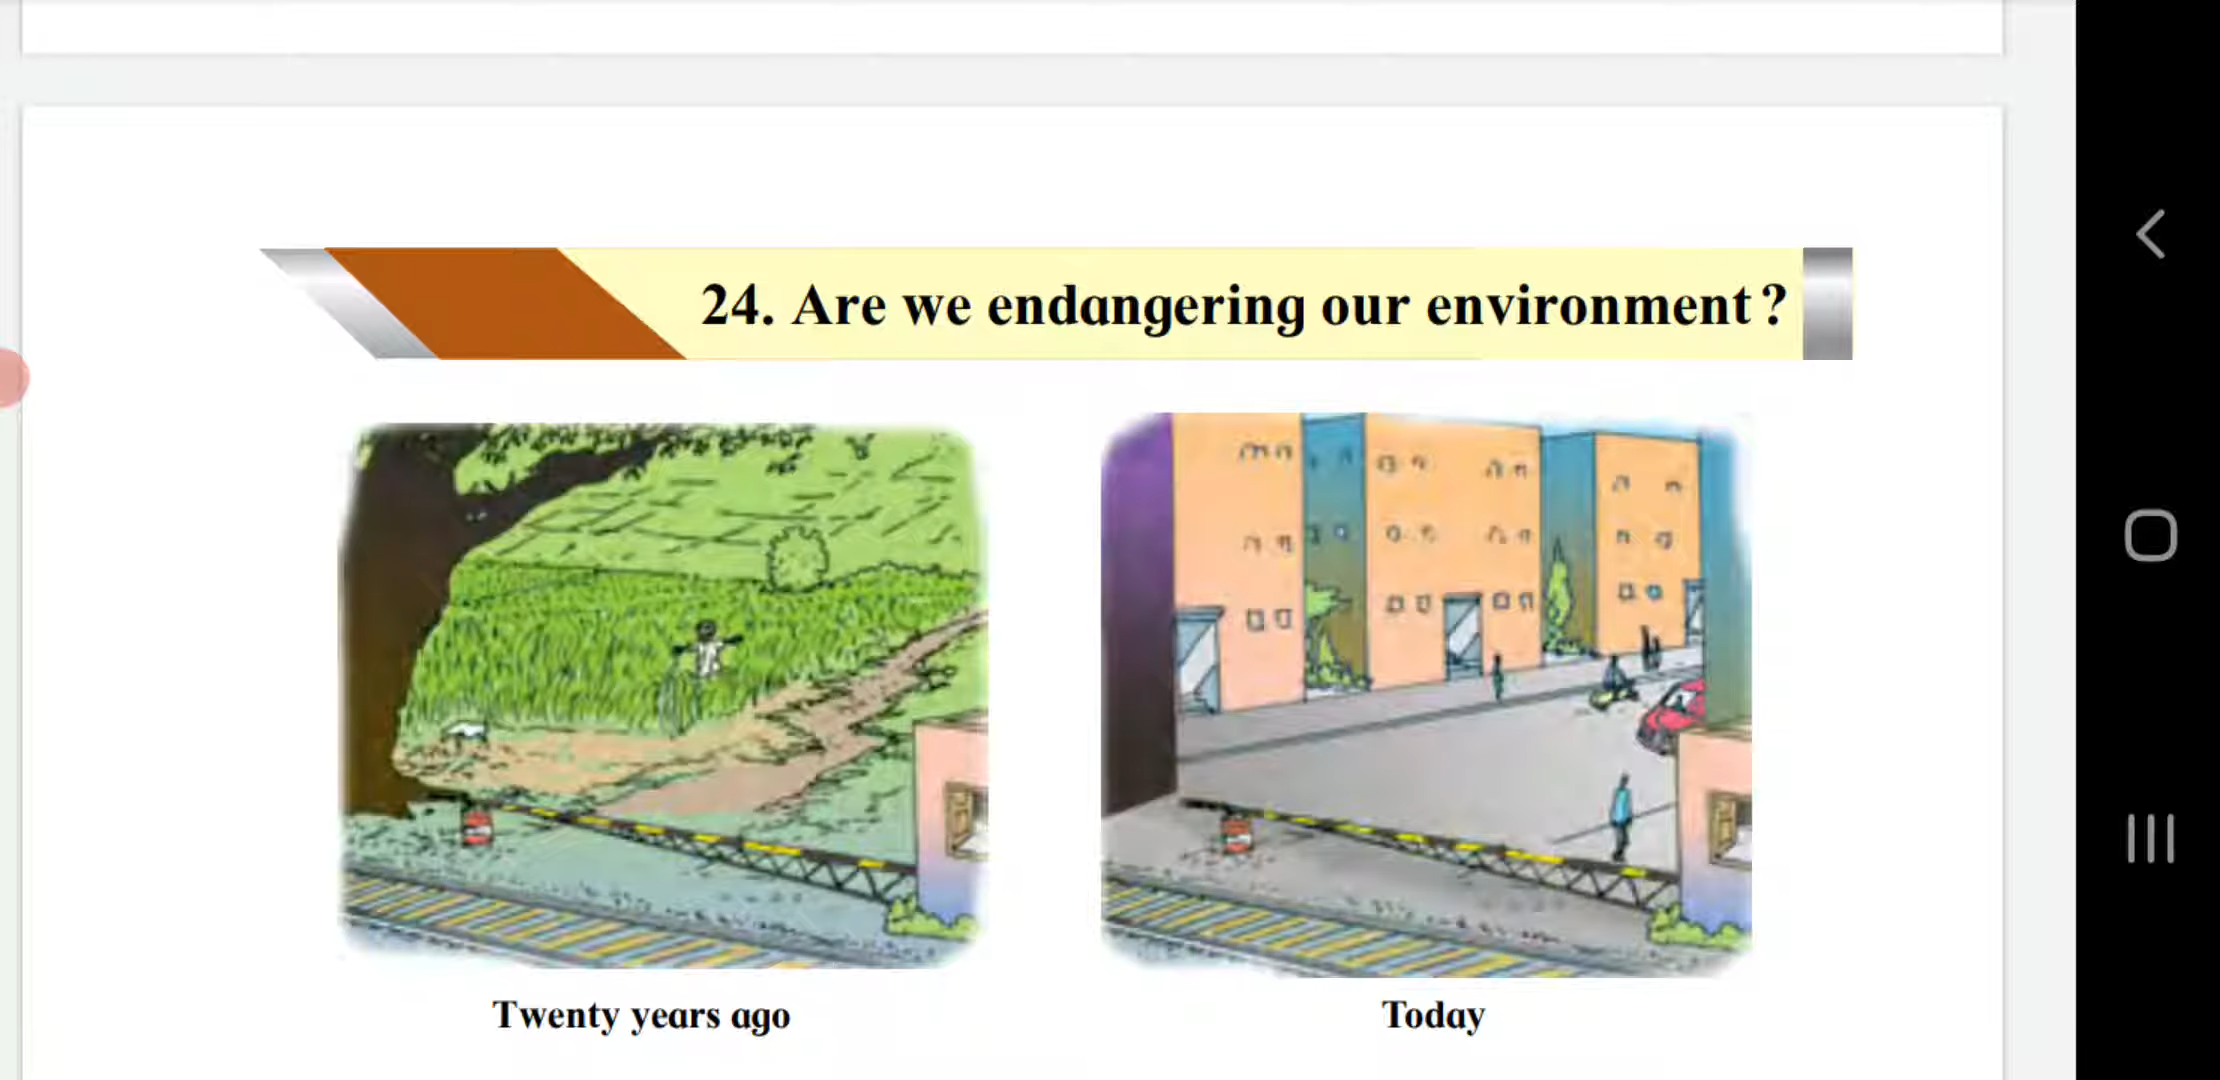 24. Are we endangering our environment ?
Twenty years ago
Today